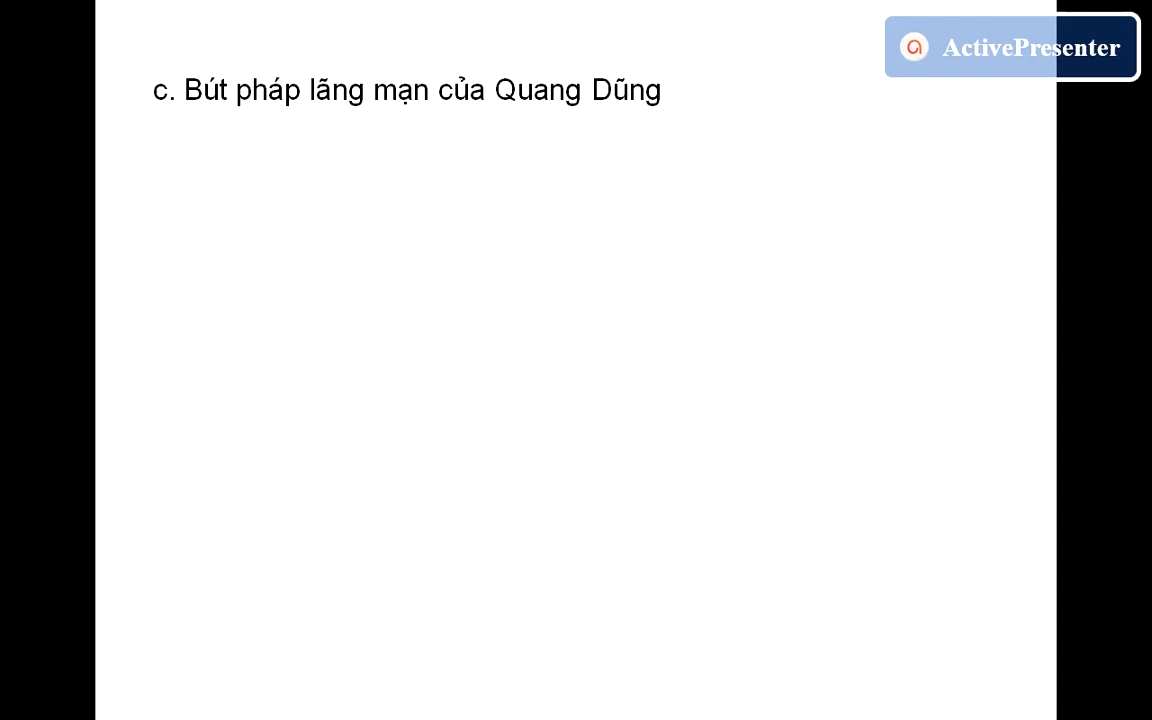 ActivePresenter
c. Bút pháp lãng mạn của Quang Dũng